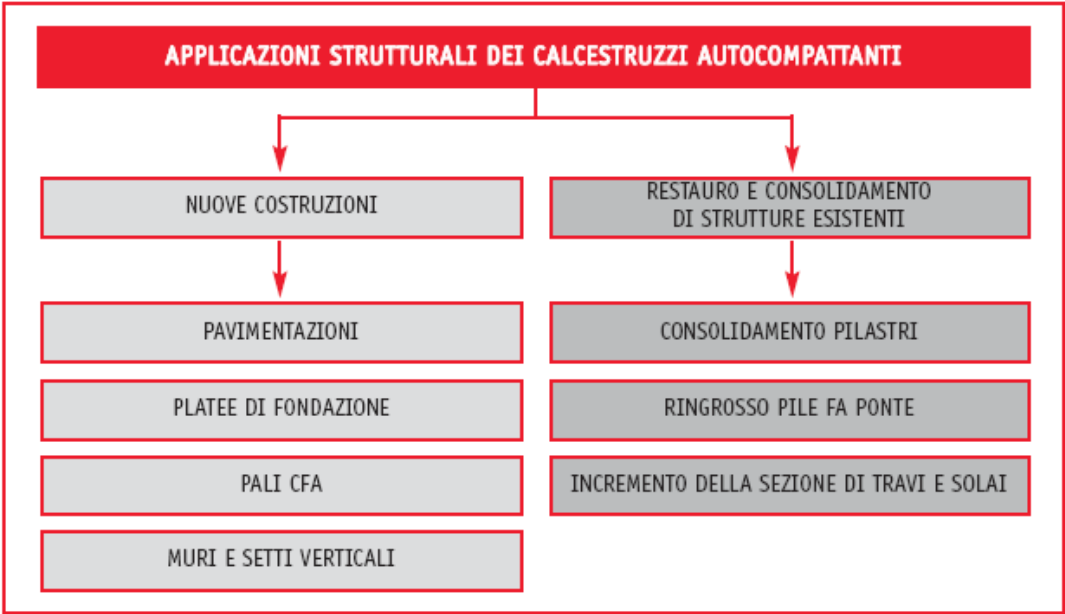 APPLICAZIONI STRUTTURALI DEI CALCESTRUZZI AUTOCOMPATTANTI
NUOVE COSTRUZIONI
RESTAURO E CONSOLIDAMENTO
DI STRUTTURE ESISTENTI
PAVIMENTAZIONI
CONSOLIDAMENTO PILASTRI
PLATEE DI FONDAZIONE
RINGROSSO PILE FA PONTE
PALI CFA
INCREMENTO DELLA SEZIONE DI TRAVI E SOLAI
MURI E SETTI VERTICALI